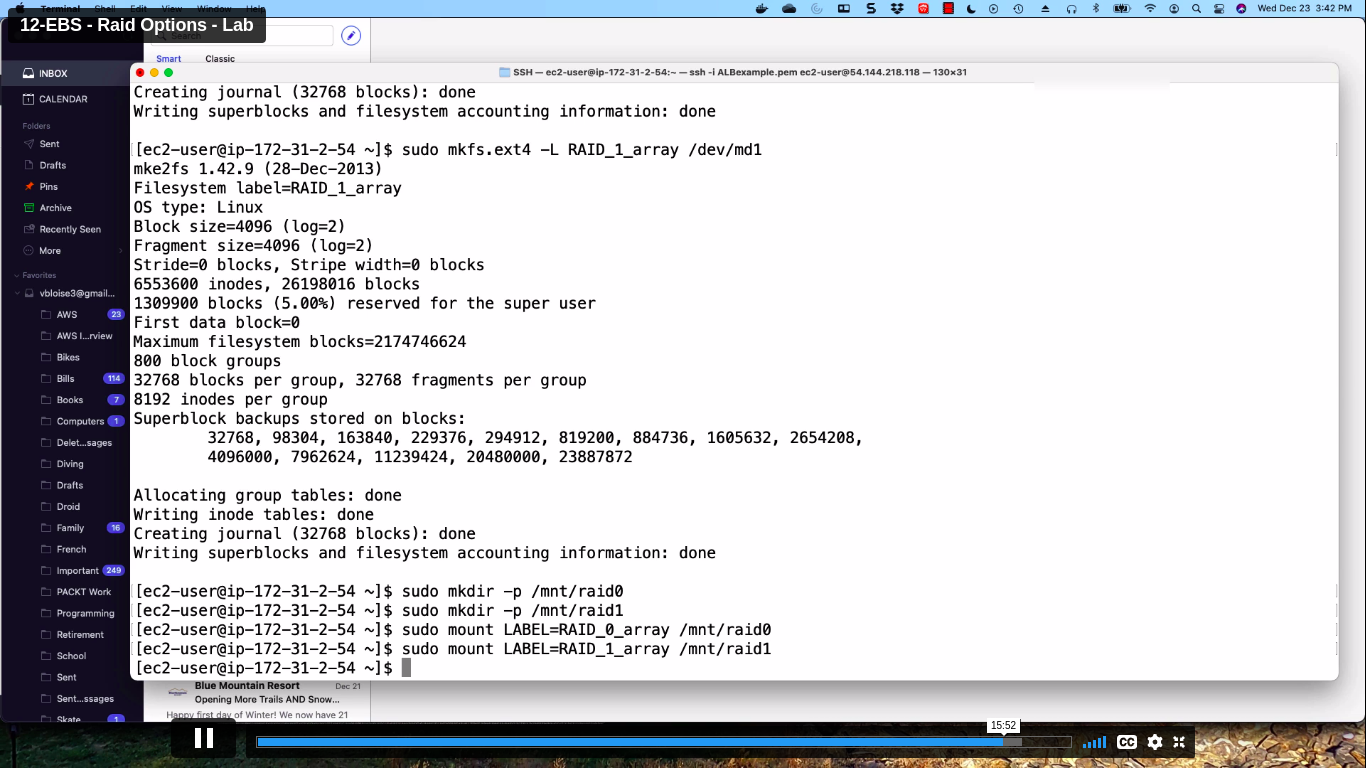 Terminal Shell Edit View Window Help
Wed Dec 23 3:42 PM
12-EBS - Raid Options - Lab
Search
Smart Classic
INBOX
CALENDAR
Folders
Sent
Drafts
Pins
Archive
Recently Seen
More
Favorites
vbloise3@gmail...
AWS 23
AWS I...rview
Bikes
Bills 114
Books 7
Computers 1
Delet...sages
Diving
Drafts
Droid
Family 16
French
Important 249
PACKT Work
Programming
Retirement
School
Sent
Sent...ssages
Skate 1
SSH — ec2-user@ip-172-31-2-54:~ — ssh -i ALBexample.pem ec2-user@54.144.218.118 — 130×31
Creating journal (32768 blocks): done
Writing superblocks and filesystem accounting information: done
[ec2-user@ip-172-31-2-54 ~]$ sudo mkfs.ext4 -L RAID_1_array /dev/md1
mke2fs 1.42.9 (28-Dec-2013)
Filesystem label=RAID_1_array
OS type: Linux
Block size=4096 (log=2)
Fragment size=4096 (log=2)
Stride=0 blocks, Stripe width=0 blocks
6553600 inodes, 26198016 blocks
1309900 blocks (5.00%) reserved for the super user
First data block=0
Maximum filesystem blocks=2174746624
800 block groups
32768 blocks per group, 32768 fragments per group
8192 inodes per group
Superblock backups stored on blocks:
32768, 98304, 163840, 229376, 294912, 819200, 884736, 1605632, 2654208,
4096000, 7962624, 11239424, 20480000, 23887872
Allocating group tables: done
Writing inode tables: done
Creating journal (32768 blocks): done
Writing superblocks and filesystem accounting information: done
[ec2-user@ip-172-31-2-54 ~]$ sudo mkdir -p /mnt/raid0
[ec2-user@ip-172-31-2-54 ~]$ sudo mkdir -p /mnt/raid1
[ec2-user@ip-172-31-2-54 ~]$ sudo mount LABEL=RAID_0_array /mnt/raid0
[ec2-user@ip-172-31-2-54 ~]$ sudo mount LABEL=RAID_1_array /mnt/raid1
[ec2-user@ip-172-31-2-54 ~]$
Blue Mountain Resort Dec 21
Opening More Trails AND Snow...
Happy first day of Winter! We now have 21
15:52
CC